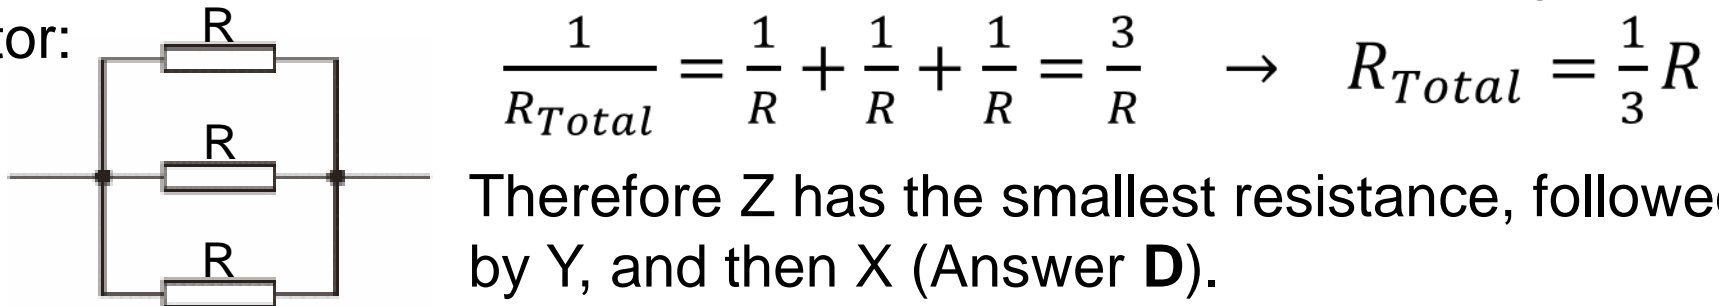 tor:
R
R
R
1/R_Total = 1/R + 1/R + 1/R = 3/R → R_Total = 1/3 R
Therefore Z has the smallest resistance, followed
by Y, and then X (Answer D).